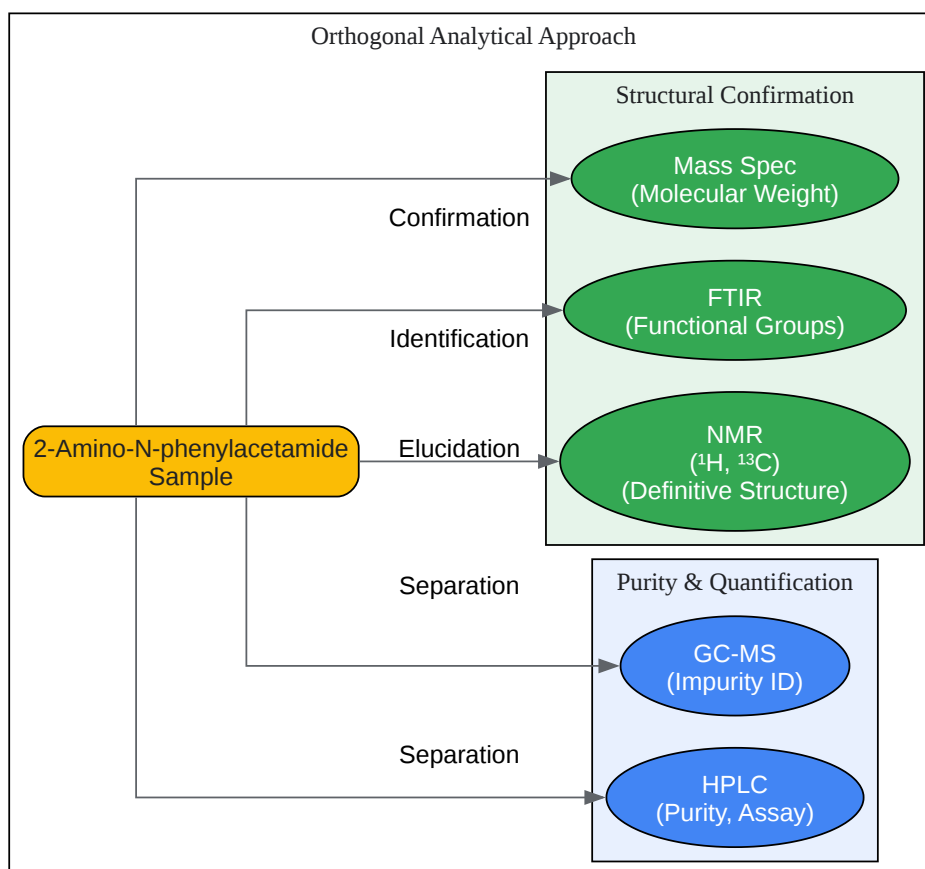 Orthogonal Analytical Approach
Structural Confirmation
Mass Spec
(Molecular Weight)
Confirmation
FTIR
(Functional Groups)
Identification
2-Amino-N-phenylacetamide
Sample
Elucidation
NMR
(¹H, ¹³C)
(Definitive Structure)
Separation
Purity & Quantification
GC-MS
(Impurity ID)
Separation
HPLC
(Purity, Assay)